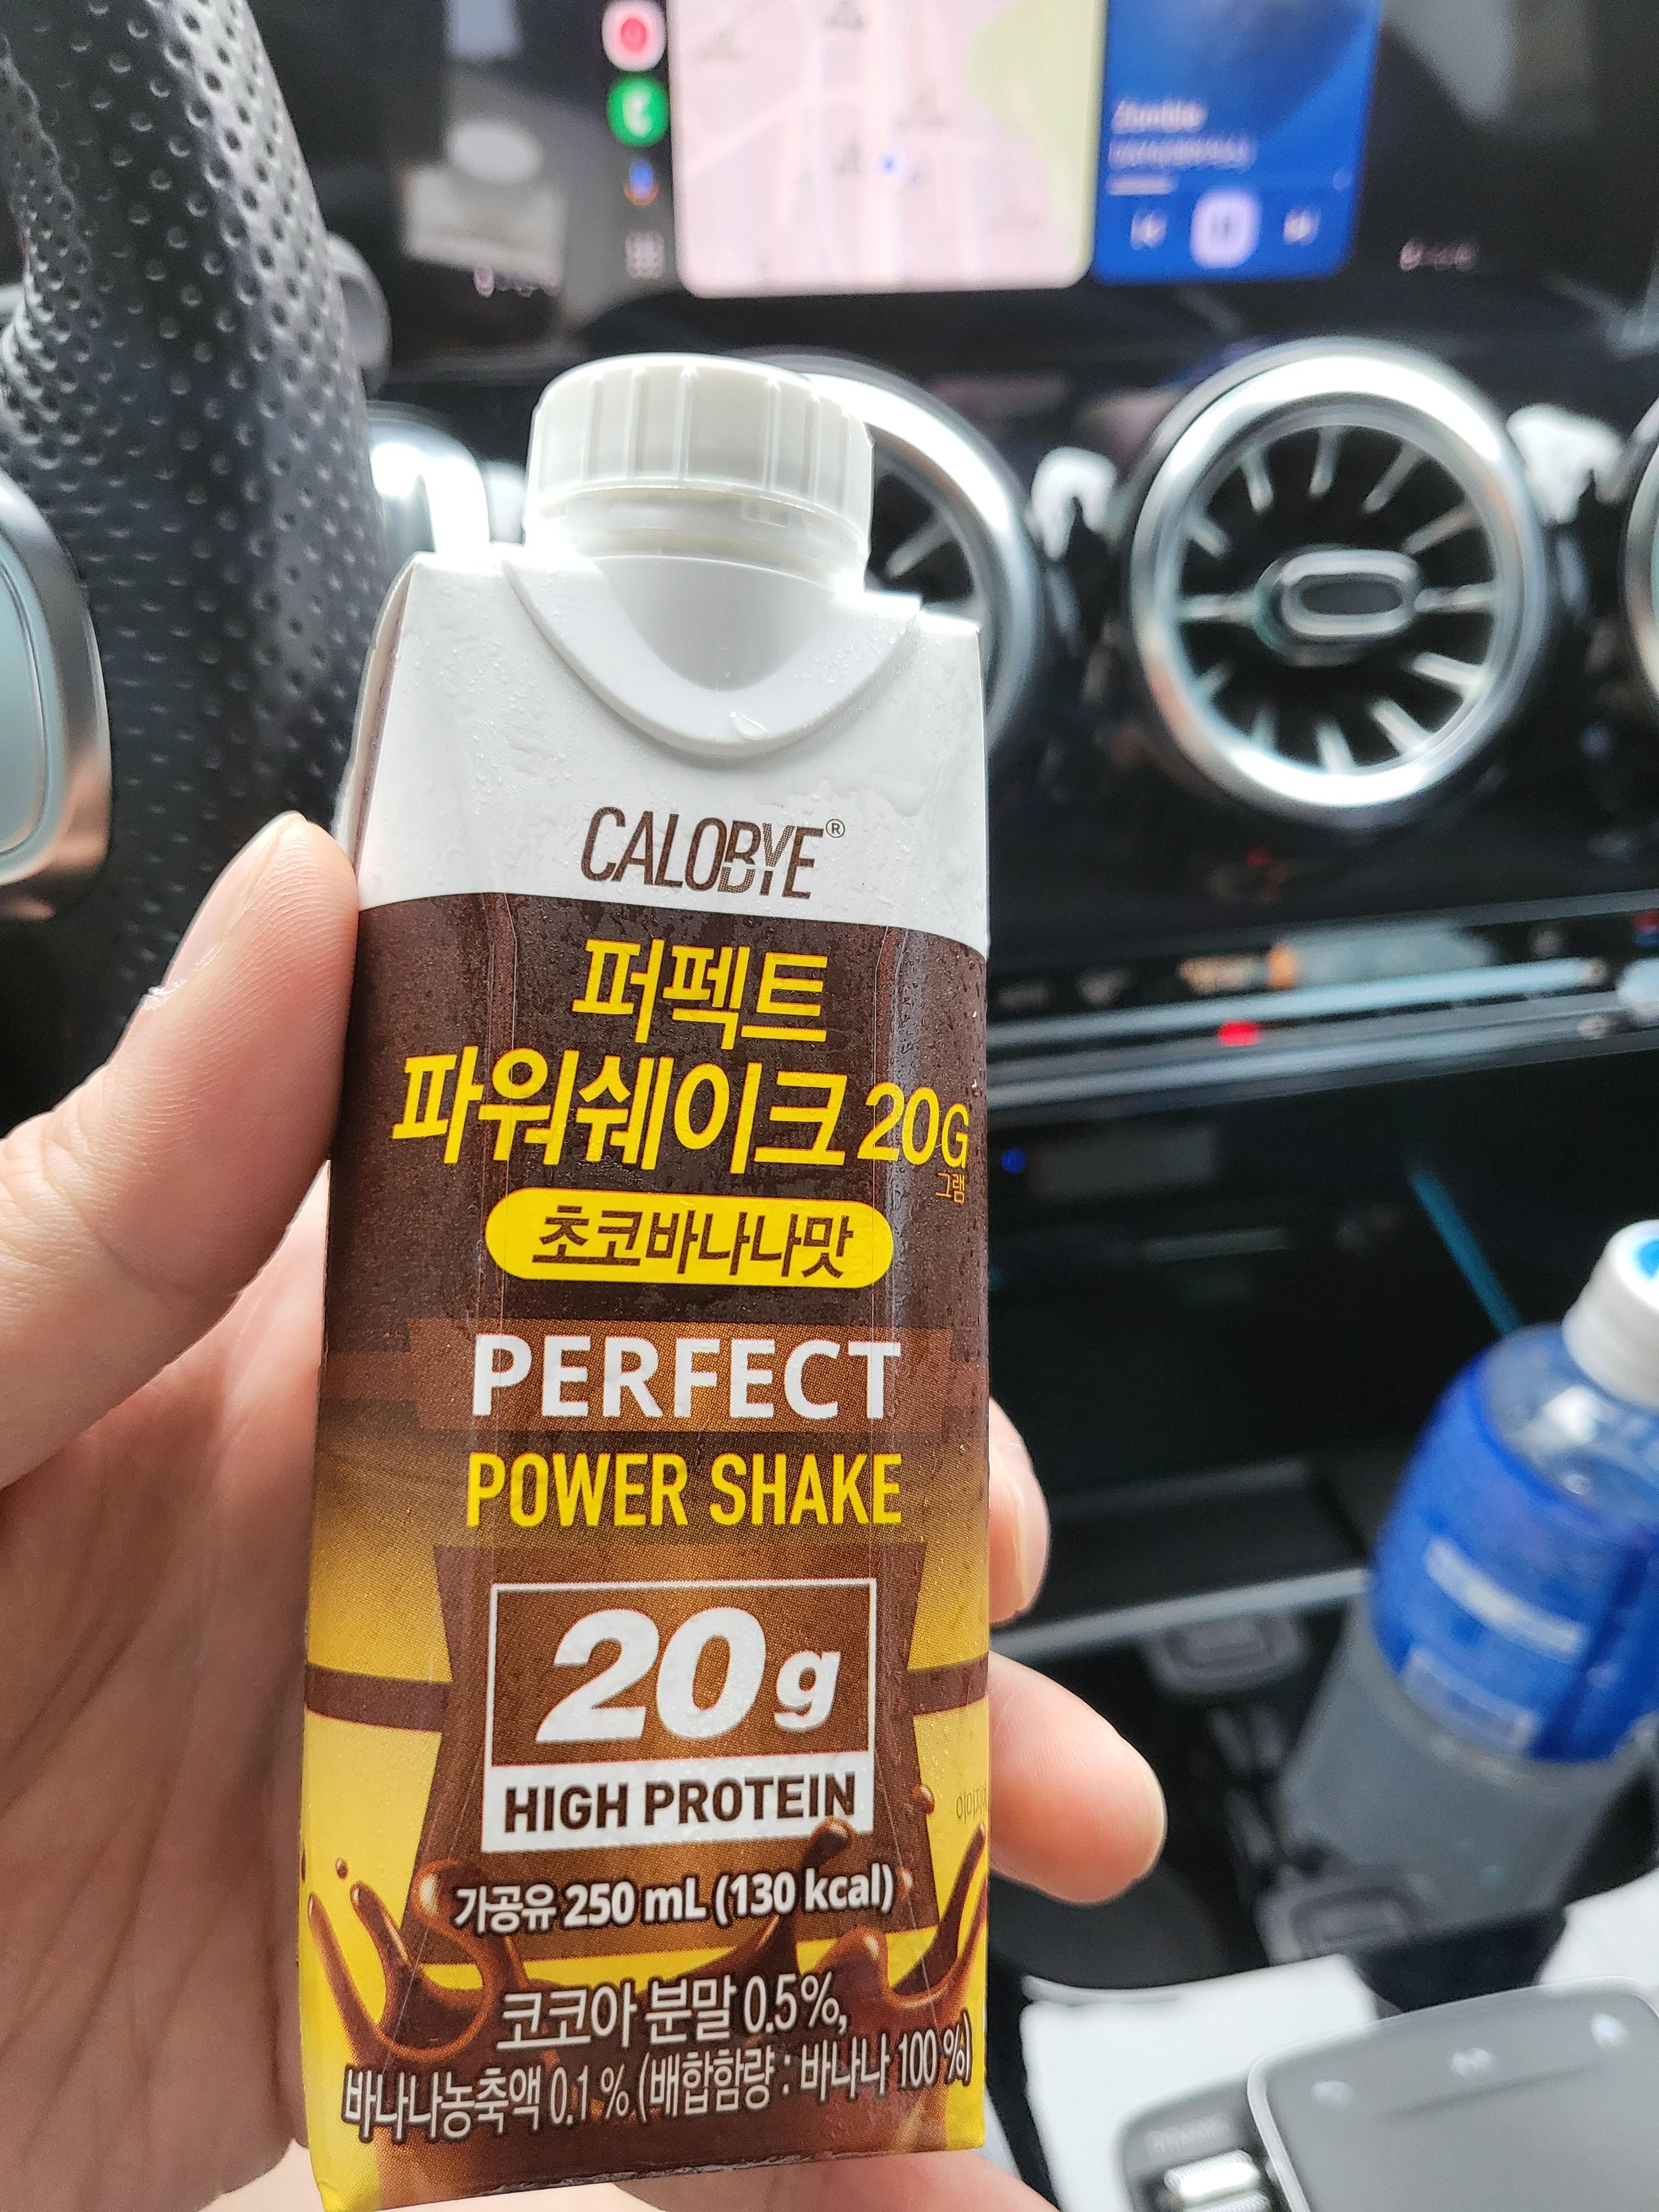 Zombie
CALOBYE®
퍼펙트
파워쉐이크 20G
그램
초코바나나맛
PERFECT
POWER SHAKE
20 g
HIGH PROTEIN
가공유 250 mL (130 kcal)
코코아 분말 0.5%,
바나나농축액 0.1 % (배합함량 : 바나나 100 %)